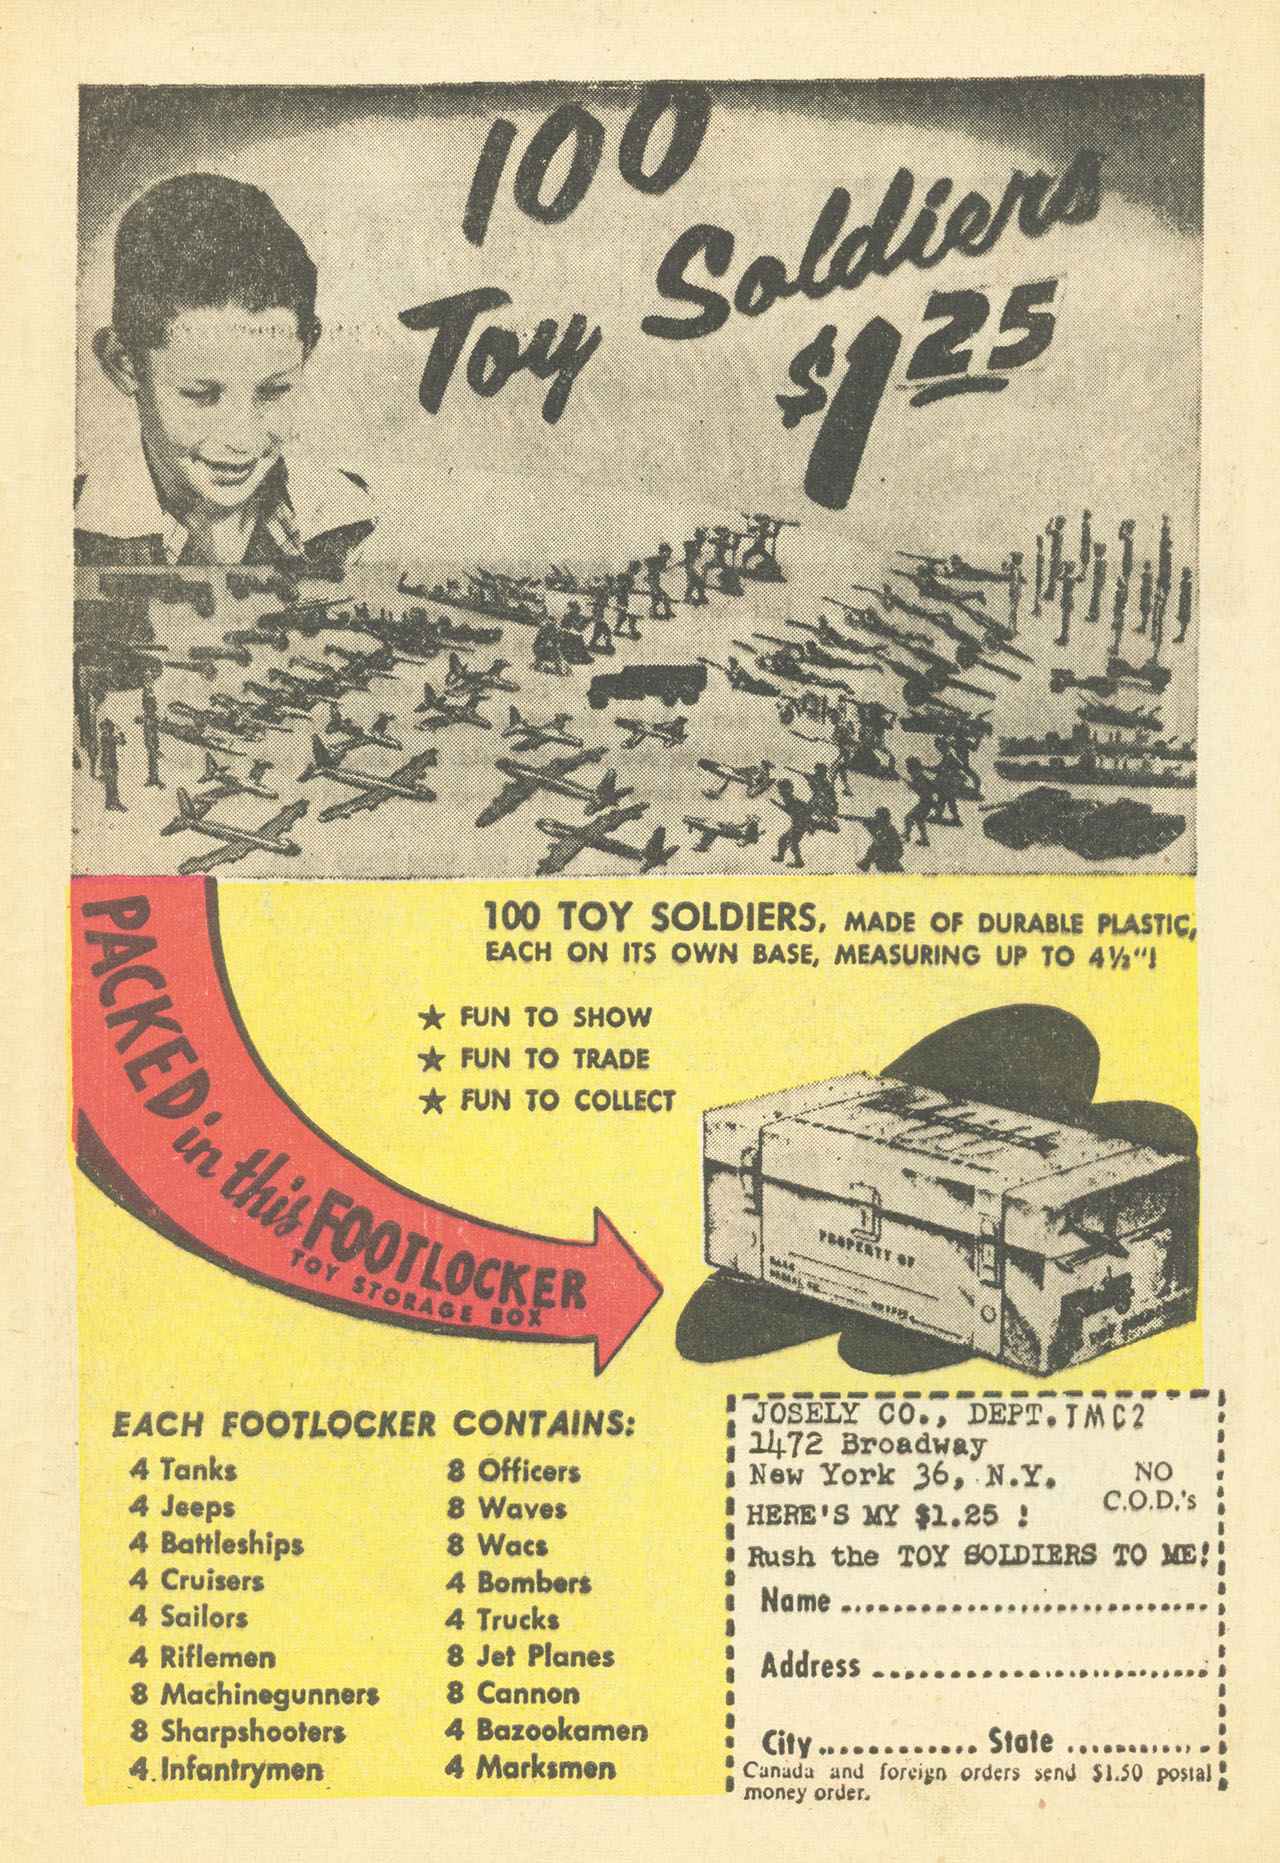 100
Toy Soldiers
$1 25
100 TOY SOLDIERS, MADE OF DURABLE PLASTIC,
EACH ON ITS OWN BASE, MEASURING UP TO 4½"!
★ FUN TO SHOW
★ FUN TO TRADE
★ FUN TO COLLECT
PACKED in this FOOTLOCKER
TOY STORAGE BOX
PROPERTY OF
EACH FOOTLOCKER CONTAINS:
4 Tanks
4 Jeeps
4 Battleships
4 Cruisers
4 Sailors
4 Riflemen
8 Machinegunners
8 Sharpshooters
4 Infantrymen
8 Officers
8 Waves
8 Wacs
4 Bombers
4 Trucks
8 Jet Planes
8 Cannon
4 Bazookamen
4 Marksmen
JOSELY CO., DEPT. TMC2
1472 Broadway
New York 36, N.Y.
NO
C.O.D.'s
HERE'S MY $1.25 !
Rush the TOY SOLDIERS TO ME!
Name
Address
City State
Canada and foreign orders send $1.50 postal
money order.